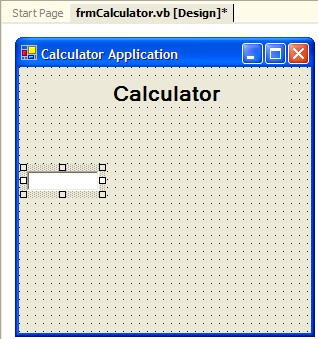 Start Page frmCalculator.vb [Design]*
Calculator Application
Calculator